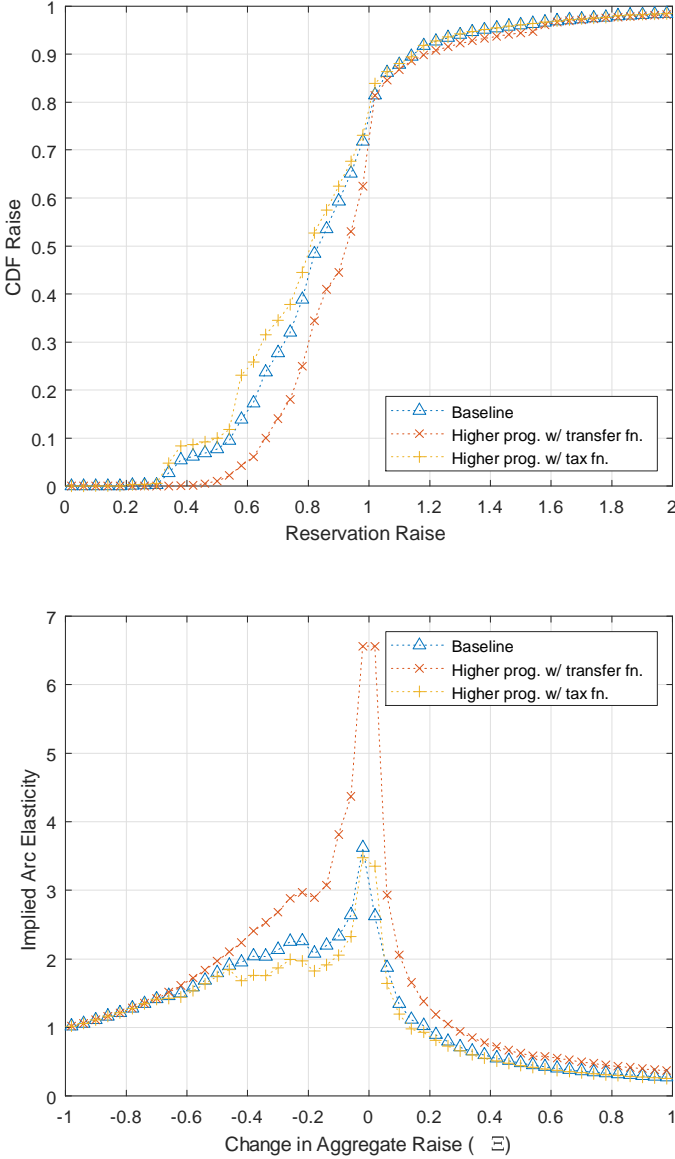 1
0.9
0.8
0.7
0.6
0.5
0.4
0.3
0.2
0.1
0
CDF Raise
Baseline
Higher prog. w/ transfer fn.
Higher prog. w/ tax fn.
0 0.2 0.4 0.6 0.8 1 1.2 1.4 1.6 1.8 2
Reservation Raise
7
6
5
4
3
2
1
0
Implied Arc Elasticity
Baseline
Higher prog. w/ transfer fn.
Higher prog. w/ tax fn.
-1 -0.8 -0.6 -0.4 -0.2 0 0.2 0.4 0.6 0.8 1
Change in Aggregate Raise ( Ξ)